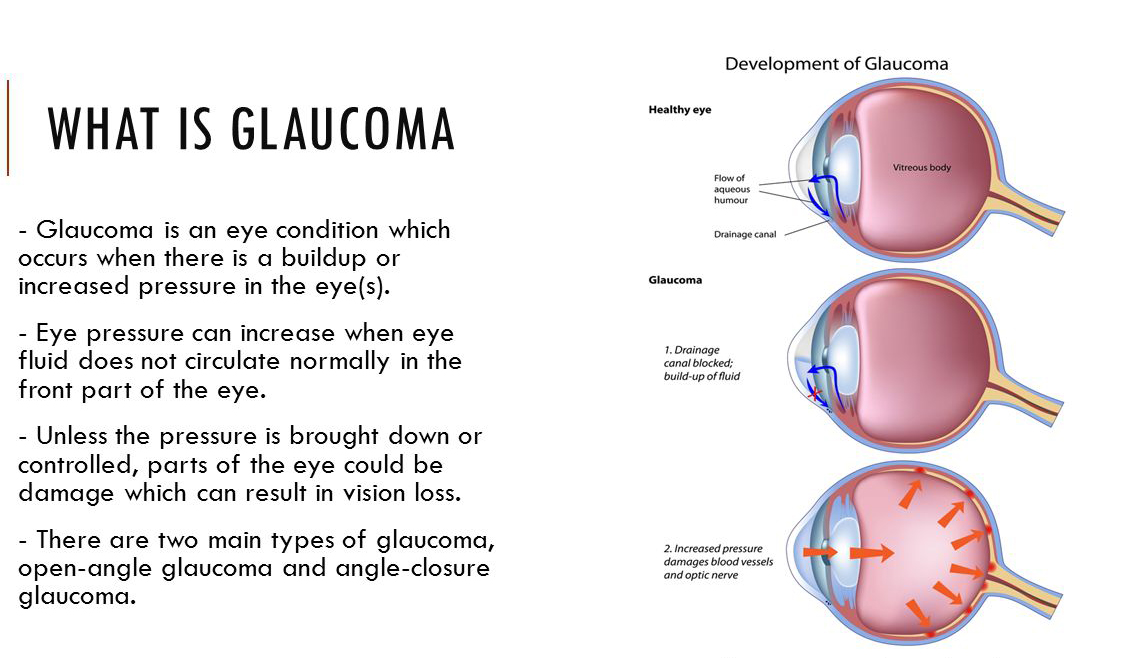 WHAT IS GLAUCOMA
- Glaucoma is an eye condition which
occurs when there is a buildup or
increased pressure in the eye(s).
- Eye pressure can increase when eye
fluid does not circulate normally in the
front part of the eye.
- Unless the pressure is brought down or
controlled, parts of the eye could be
damage which can result in vision loss.
- There are two main types of glaucoma,
open-angle glaucoma and angle-closure
glaucoma.
Development of Glaucoma
Healthy eye
Vitreous body
Flow of
aqueous
humour
Drainage canal
Glaucoma
1. Drainage
canal blocked;
build-up of fluid
2. Increased pressure
damages blood vessels
and optic nerve